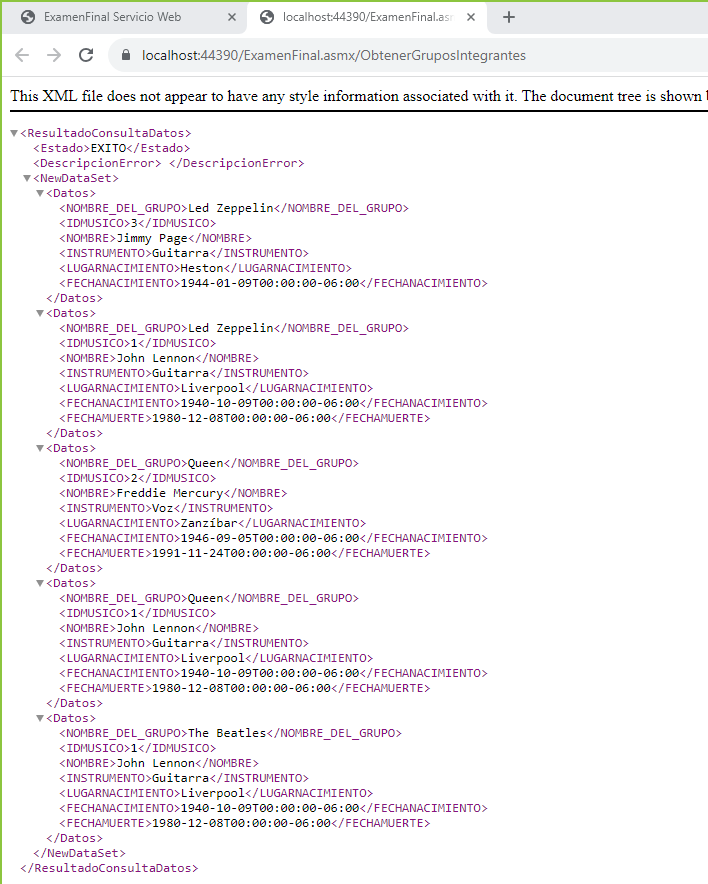 ExamenFinal Servicio Web
localhost:44390/ExamenFinal.asm
localhost:44390/ExamenFinal.asmx/ObtenerGruposIntegrantes
This XML file does not appear to have any style information associated with it. The document tree is shown
<ResultadoConsultaDatos>
<Estado>EXITO</Estado>
<DescripcionError> </DescripcionError>
<NewDataSet>
<Datos>
<NOMBRE_DEL_GRUPO>Led Zeppelin</NOMBRE_DEL_GRUPO>
<IDMUSICO>3</IDMUSICO>
<NOMBRE>Jimmy Page</NOMBRE>
<INSTRUMENTO>Guitarra</INSTRUMENTO>
<LUGARNACIMIENTO>Heston</LUGARNACIMIENTO>
<FECHANACIMIENTO>1944-01-09T00:00:00-06:00</FECHANACIMIENTO>
</Datos>
<Datos>
<NOMBRE_DEL_GRUPO>Led Zeppelin</NOMBRE_DEL_GRUPO>
<IDMUSICO>1</IDMUSICO>
<NOMBRE>John Lennon</NOMBRE>
<INSTRUMENTO>Guitarra</INSTRUMENTO>
<LUGARNACIMIENTO>Liverpool</LUGARNACIMIENTO>
<FECHANACIMIENTO>1940-10-09T00:00:00-06:00</FECHANACIMIENTO>
<FECHAMUERTE>1980-12-08T00:00:00-06:00</FECHAMUERTE>
</Datos>
<Datos>
<NOMBRE_DEL_GRUPO>Queen</NOMBRE_DEL_GRUPO>
<IDMUSICO>2</IDMUSICO>
<NOMBRE>Freddie Mercury</NOMBRE>
<INSTRUMENTO>Voz</INSTRUMENTO>
<LUGARNACIMIENTO>Zanzíbar</LUGARNACIMIENTO>
<FECHANACIMIENTO>1946-09-05T00:00:00-06:00</FECHANACIMIENTO>
<FECHAMUERTE>1991-11-24T00:00:00-06:00</FECHAMUERTE>
</Datos>
<Datos>
<NOMBRE_DEL_GRUPO>Queen</NOMBRE_DEL_GRUPO>
<IDMUSICO>1</IDMUSICO>
<NOMBRE>John Lennon</NOMBRE>
<INSTRUMENTO>Guitarra</INSTRUMENTO>
<LUGARNACIMIENTO>Liverpool</LUGARNACIMIENTO>
<FECHANACIMIENTO>1940-10-09T00:00:00-06:00</FECHANACIMIENTO>
<FECHAMUERTE>1980-12-08T00:00:00-06:00</FECHAMUERTE>
</Datos>
<Datos>
<NOMBRE_DEL_GRUPO>The Beatles</NOMBRE_DEL_GRUPO>
<IDMUSICO>1</IDMUSICO>
<NOMBRE>John Lennon</NOMBRE>
<INSTRUMENTO>Guitarra</INSTRUMENTO>
<LUGARNACIMIENTO>Liverpool</LUGARNACIMIENTO>
<FECHANACIMIENTO>1940-10-09T00:00:00-06:00</FECHANACIMIENTO>
<FECHAMUERTE>1980-12-08T00:00:00-06:00</FECHAMUERTE>
</Datos>
</NewDataSet>
</ResultadoConsultaDatos>